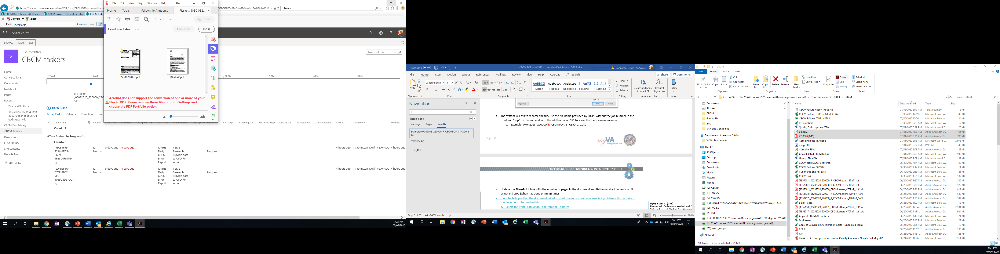 https://dvagov.sharepoint.com/sites/VCIP/Lists/CBCM%20taskers/AllItems
Search...
CBCM Doc Library - All Docu...
CBCM taskers - No Sort or Filter
CBCM taske
Convert
Select
Find: {F70245AD
Previous Next
SharePoint
BROWSE TASKS LIST
EDIT LINKS
CBCM taskers
Search this site
Home
Conversations
Documents
Notebook
Pages
Recent
Teams Wiki Data
19:7a0b05d7e95f4d858
39cd1dd64455d89@thr
ead.skype_wiki
CBCM Doc Library
CBCM taskers
Permissions
FOIA Library
Site contents
Recycle Bin
EDIT LINKS
12 AM 3 AM 12 PM 3 PM 6 PM 9 PM
[1313386]
_05082020_220000_CBC
5/13
new task
Active Tasks Calendar Completed ...
Task Name Priority Start Date Due Date Assigned To Task Type Action Needed Description Task Status # of Pages Flattening Start Flattening Stop Upload Start Upload Stop Date Completed Created Created By Modified
Count= 2
Task Status : In Progress (2)
Count= 2
{5ECB4F53-
3516-4D73-
B6B9-
4FB6D0FB7F24}
(2)
Normal
5 days ago 4 days ago
ICMHS
Daily
CBCM
Error
Report
VBMS
Research,
Provide data
to OFO for
action
In
Progress
4 hours ago Johnston, Devin VBAVACO 4 hours ago
{ED4BEF1A-
C7EF-4BB2-
9EC1-
103D28D37D97}
(2)
Normal
5 days ago 4 days ago
ICMHS
Daily
CBCM
Error
Report
VBMS
Research,
Provide data
to OFO for
action
In
Progress
4 hours ago Johnston, Devin VBAVACO 4 hours ago
File Edit View Sign Window Help Plas...
Home Tools Fellowship Announ... Plaskett 3850 082...
1 / 1
Share
Combine Files
Combine
Close
27-0820(8-....pdf
Binder2.pdf
Acrobat does not support the conversion of one or more of your
files to PDF. Please remove these files or go to Settings and
choose the PDF Portfolio option.
5:21 PM
07/06/2020
AutoSave Off
CBCM SOP June2020 - Last Modified: Mon at 5:22 PM
Johnston, Devin VBAVACO
File Home Insert Design Layout References Mailings Review View Help Acrobat Search
Share
Comments
Paste
Clipboard
Calibri (Body) 11
Font
Paragraph
AABBCCI AaBbCcDc AaBbCcDc 1 AaBl 1.1 AaE
Maclin ¶ Normal No Spacing Heading 1 Heading 2
Styles
Find
Replace
Select
Editing
Create and Share
Adobe PDF
Request
Signatures
Adobe Acrobat
Dictate
Voice
Navigation
_R
Result 1 of 3
Headings Pages Results
Example: 07042018_220000_R_CBCMPOA_STA350_2_
1of1
AWARD_RO
DOC_REF
Page 1 of 1
Page Setup...
Print
Cancel
The system will ask to rename the file, use the file name provided by ITOPS without the job number in the
front and ".zip" on the end and with the addition of an "R" to show the file is a resubmission.
a. Example: 07042018_220000_R_CBCMPOA_STA350_2_1of1
Page | 8
myVA
Putting Veterans First
OFFICE OF BUSINESS PROCESS INTEGRATION (OBPI)
Update the SharePoint task with the number of pages in the document and flattening start (when you hit
print) and stop (when it is done printing) times.
If Adobe tells you that the document failed to print, the most common cause is a problem with the fonts in
the document. To resolve this:
a. Select the Print Production Tool from the Tools list
Dyer, Kevin T. (CPS)
Formatted: Outline numbered + Level:
Page 9 of 23 44 of 4282 words
100%
5:21 PM
07/06/2020
CBCM
File Home Share View
Pin to Quick
access
Copy
Paste
Cut
Copy path
Paste shortcut
Clipboard
Move
to
Copy
to
Delete
Rename
Organize
New
folder
New item
Easy access
New
Properties
Open
Edit
History
Open
Select all
Select none
Invert selection
Select
This PC > (U:) VBACOJohnsD2 (\\vacohsm01.dva.va.gov\vaco_users$) > Devin_Johnston > _OBPI > CBCM
Search CBCM
Documents
Pictures
CBCM
Files to Fix
Irina
SAH and Condo File
Department of Veterans Affairs
VCIP - Documents
This PC
3D Objects
Desktop
Documents
Downloads
Music
Pictures
Videos
(C:) OSDisk
(F:) PUBLIC
(G:) VBAPPS
(H:) shared (\\VBA.VA.GOV\CO\VBACO\Workgroups\VBACOFPC2)
(M:) Media
(P:) PST
(Q:) CO-OBPI-20C (\\vacohsm01.dva.va.gov\VACO_Workgroups\VBACO
(U:) VBACOJohnsD2 (\\vacohsm01.dva.va.gov\vaco_users$)
(W:) Workgroups
Network
Name Date modified Type Size
CBCM Failure Report Input File 07/06/2020 3:40 PM Text Document 5 KB
CBCM Failures 0702 to 0705 EXTRA 07/06/2020 12:19 ... Microsoft Excel W... 48 KB
CBCM Failures 0702 to 0705 07/06/2020 12:06 ... Microsoft Excel W... 24 KB
RO numbers 07/06/2020 9:23 AM Microsoft Excel W... 17 KB
Quality Call script July2020 07/01/2020 5:39 PM Microsoft Word D... 20 KB
Binder2 07/01/2020 4:08 PM Adobe Acrobat D... 7,406 KB
27-0820(8-15) 07/01/2020 3:31 PM Adobe Acrobat D... 705 KB
Combing Files in Adobe 07/01/2020 2:43 PM Microsoft Word D... 2,976 KB
image001 07/01/2020 2:07 PM PNG File 46 KB
Combine Files 07/01/2020 2:03 PM Adobe Acrobat D... 123 KB
Consolidated CBCM failures 07/01/2020 9:53 AM Microsoft Excel W... 939 KB
How to Fix a File 07/01/2020 9:09 AM Microsoft Word D... 187 KB
CBCM tasks(AutoRecovered) 06/30/2020 4:44 PM Microsoft Excel W... 108 KB
CBCM Failures 062820 06/30/2020 4:14 PM Microsoft Excel W... 11 KB
PDF merge and fail data 06/30/2020 2:53 PM Microsoft Excel W... 21 KB
CBCM tasks 06/30/2020 1:55 PM Microsoft Excel W... 107 KB
[1357681]_06232020_220000_R_CBCMLetters_2PoP_1of1 06/26/2020 3:20 PM Adobe Acrobat D... 529 KB
[1357681]_06232020_220000_R_CBCMLetters_4PoP_1of1 06/26/2020 2:38 PM Adobe Acrobat D... 529 KB
[1357681]_06232020_220000_CBCMLetters_470PoP_1of1.zip 06/26/2020 2:26 PM Adobe Acrobat D... 812 KB
[1355138]_06202020_220001_R_CBCMLetters_470PoP_1of1 06/26/2020 1:35 PM Adobe Acrobat D... 548 KB
[1358917]_06242020_220000_R_CBCMLetters_470PoP_1of1 06/26/2020 1:30 PM Adobe Acrobat D... 539 KB
Blank Pages 06/26/2020 1:02 PM Microsoft Excel W... 12 KB
[1355138]_06202020_220001_CBCMLetters_470PoP_1of1.zip 06/26/2020 12:34 ... Adobe Acrobat D... 2,531 KB
[1358917]_06242020_220000_CBCMLetters_470PoP_1of1.zip 06/26/2020 11:38 ... Adobe Acrobat D... 1,924 KB
Copy of CBCM AI Tracker v1 06/25/2020 4:12 PM Microsoft Excel W... 21 KB
Mail issues 06/25/2020 3:40 PM Microsoft Excel W... 22 KB
Copy of Deliverable Acceleration Costs - Unbanked Team 06/25/2020 2:25 PM Microsoft Excel W... 12 KB
RFA 2 06/25/2020 11:57 ... Adobe Acrobat D... 185 KB
RFA 06/25/2020 11:57 ... Adobe Acrobat D... 126 KB
Blank Deck - Compensation Service Quality Assurance Quality Call May 2020 06/24/2020 10:26 ... Microsoft PowerP... 511 KB
99 items 2 items selected 7.91 MB
5:21 PM
07/06/2020